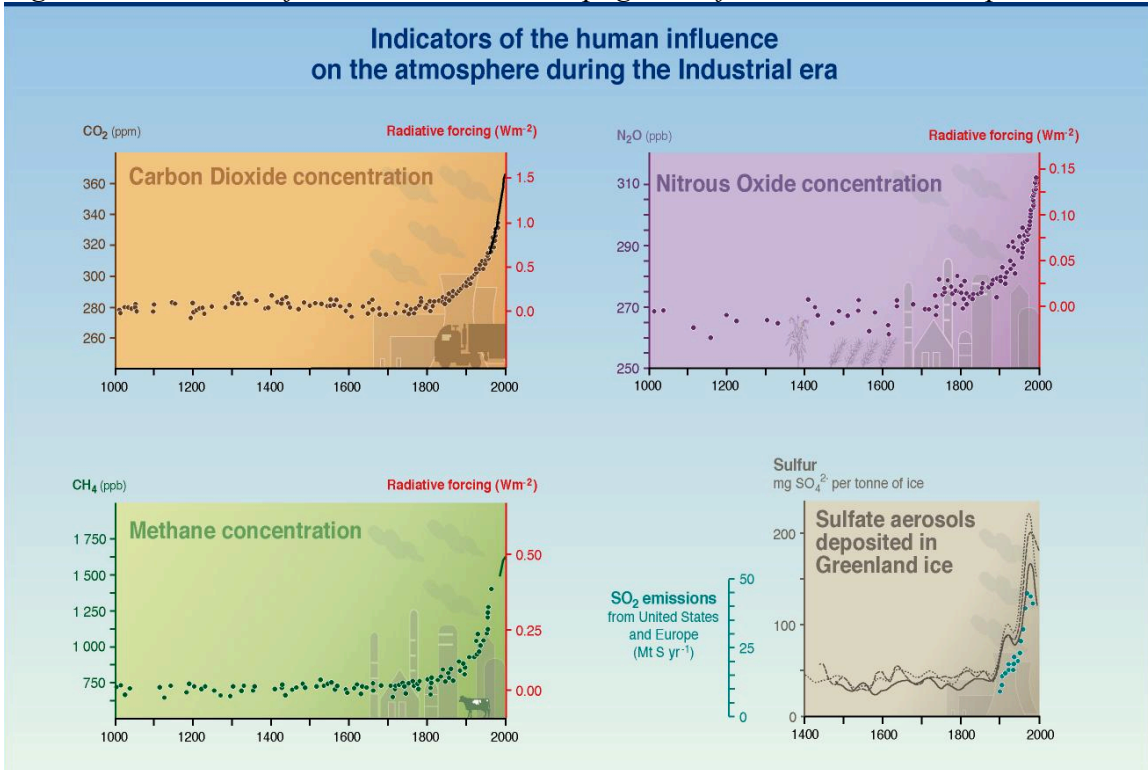 Indicators of the human influence
on the atmosphere during the Industrial era
CO2 (ppm)
Radiative forcing (Wm-2)
Carbon Dioxide concentration
360
340
320
300
280
260
1.5
1.0
0.5
0.0
1000 1200 1400 1600 1800 2000
N2O (ppb)
Radiative forcing (Wm-2)
Nitrous Oxide concentration
310
290
270
250
0.15
0.10
0.05
0.00
1000 1200 1400 1600 1800 2000
CH4 (ppb)
Radiative forcing (Wm-2)
Methane concentration
1 750
1 500
1 250
1 000
750
0.50
0.25
0.00
1000 1200 1400 1600 1800 2000
Sulfur
mg SO4 2- per tonne of ice
Sulfate aerosols
deposited in
Greenland ice
200
100
0
SO2 emissions
from United States
and Europe
(Mt S yr-1)
50
25
0
1400 1600 1800 2000